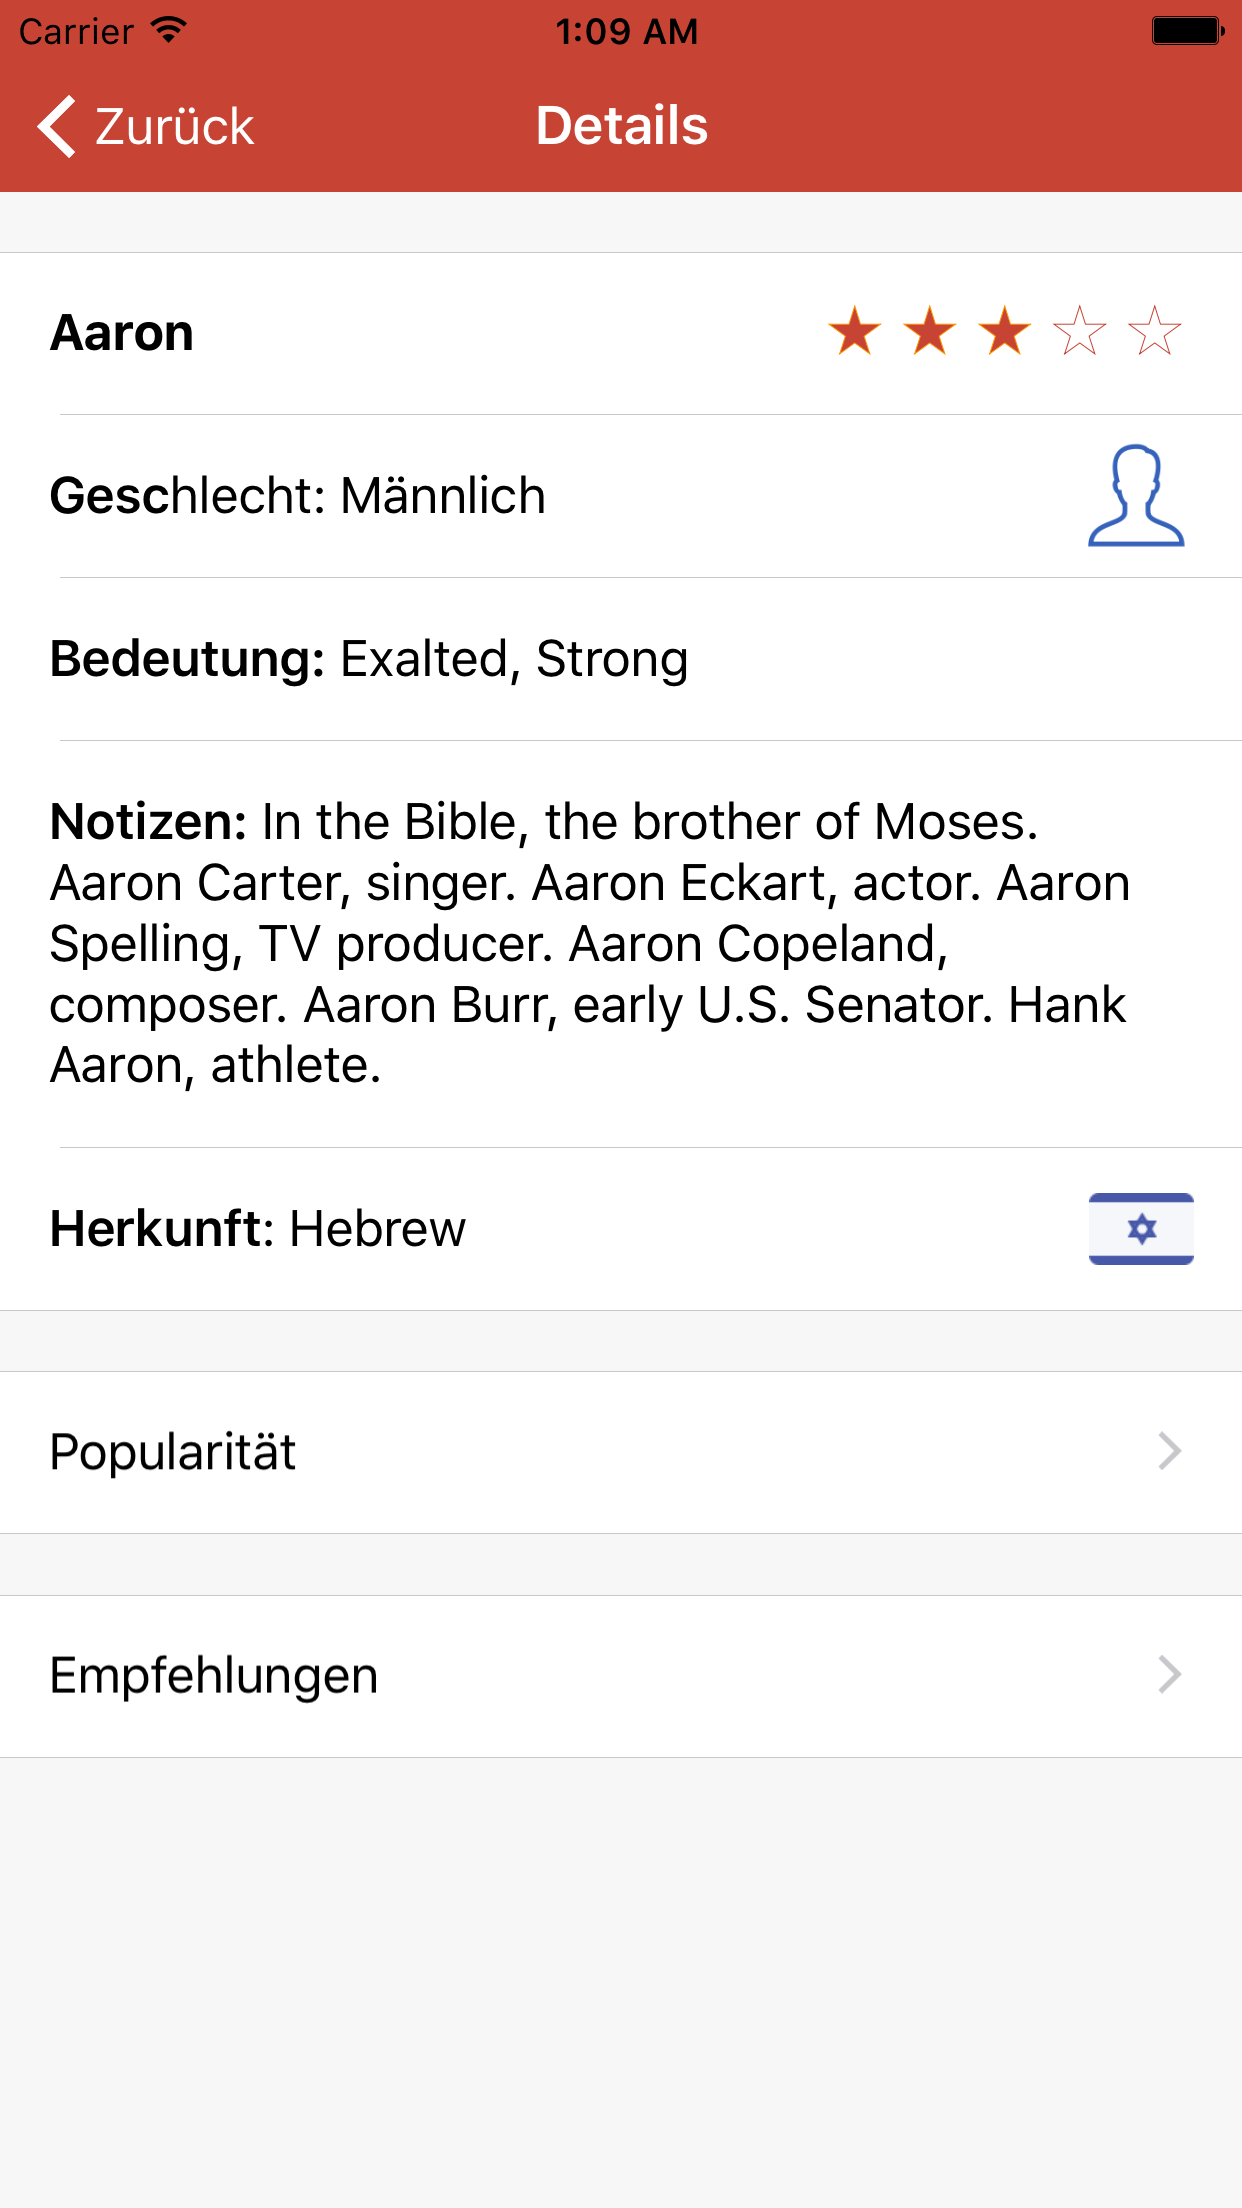 Carrier 1:09 AM
Zurück Details
Aaron
Geschlecht: Männlich
Bedeutung: Exalted, Strong
Notizen: In the Bible, the brother of Moses.
Aaron Carter, singer. Aaron Eckart, actor. Aaron
Spelling, TV producer. Aaron Copeland,
composer. Aaron Burr, early U.S. Senator. Hank
Aaron, athlete.
Herkunft: Hebrew
Popularität
Empfehlungen